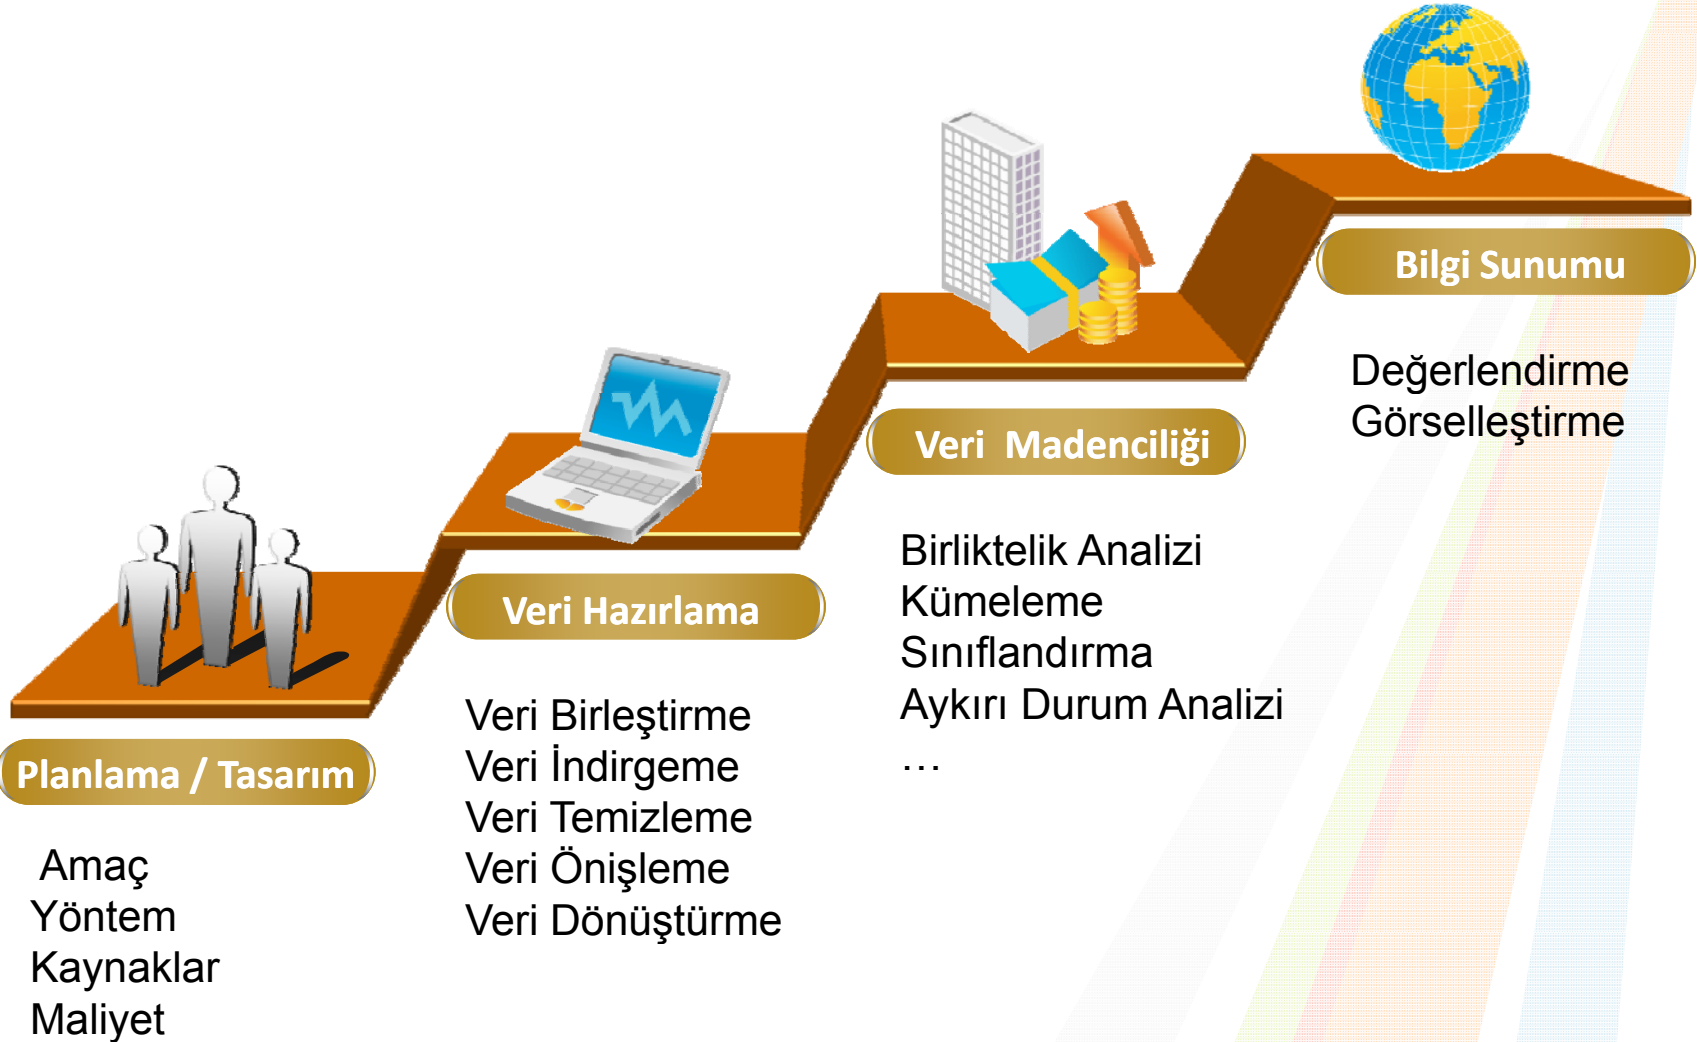 Planlama / Tasarım
Amaç
Yöntem
Kaynaklar
Maliyet
Veri Hazırlama
Veri Birleştirme
Veri İndirgeme
Veri Temizleme
Veri Önişleme
Veri Dönüştürme
Veri Madenciliği
Birliktelik Analizi
Kümeleme
Sınıflandırma
Aykırı Durum Analizi
…
Bilgi Sunumu
Değerlendirme
Görselleştirme